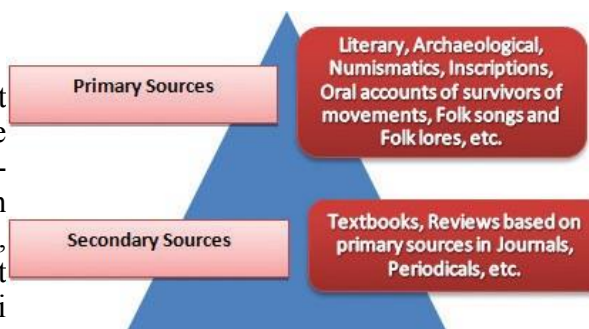 Primary Sources
Literary, Archaeological,
Numismatics, Inscriptions,
Oral accounts of survivors of
movements, Folk songs and
Folk lores, etc.
Secondary Sources
Textbooks, Reviews based on
primary sources in Journals,
Periodicals, etc.